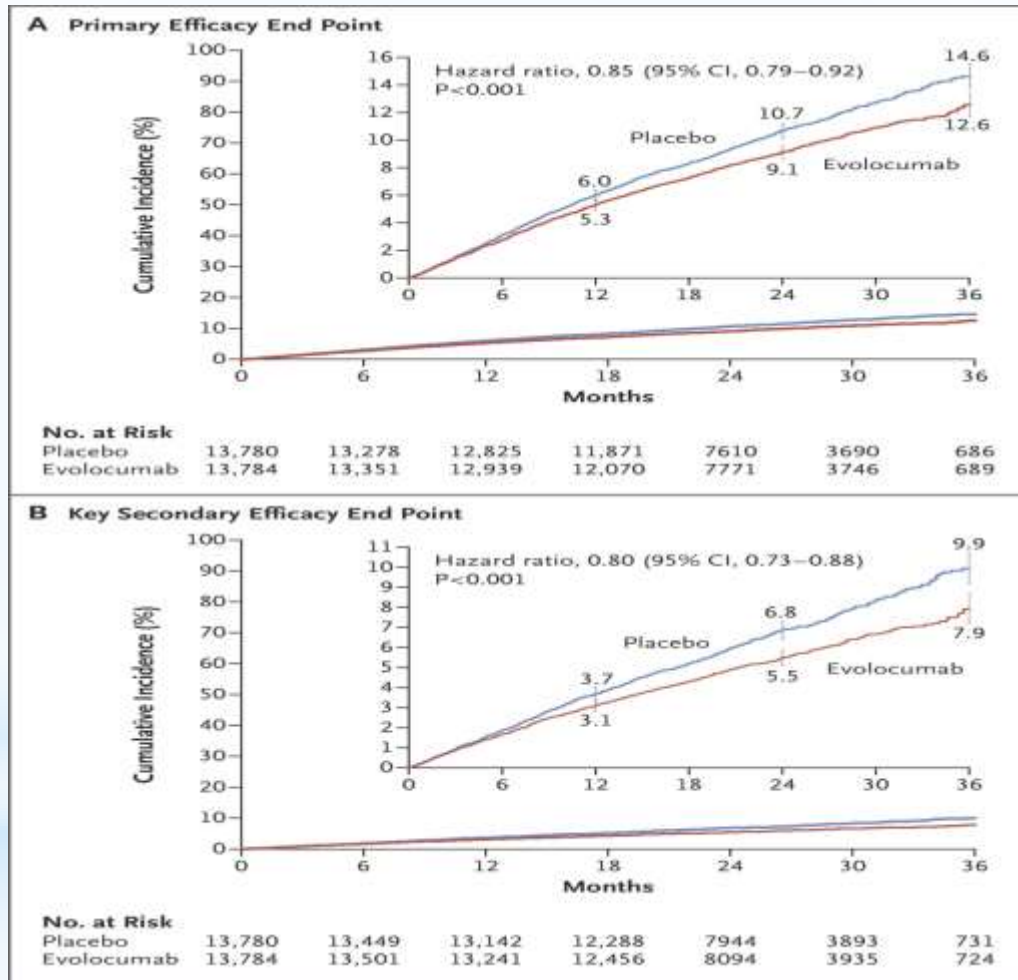 A Primary Efficacy End Point
Cumulative Incidence (%)
100
90
80
70
60
50
40
30
20
10
0
0 6 12 18 24 30 36
Months
16
14
12
10
8
6
4
2
0
0 6 12 18 24 30 36
Hazard ratio, 0.85 (95% CI, 0.79–0.92)
P<0.001
Placebo
Evolocumab
6.0
5.3
10.7
9.1
14.6
12.6
No. at Risk
Placebo 13,780 13,278 12,825 11,871 7610 3690 686
Evolocumab 13,784 13,351 12,939 12,070 7771 3746 689
B Key Secondary Efficacy End Point
Cumulative Incidence (%)
100
90
80
70
60
50
40
30
20
10
0
0 6 12 18 24 30 36
Months
11
10
9
8
7
6
5
4
3
2
1
0
0 6 12 18 24 30 36
Hazard ratio, 0.80 (95% CI, 0.73–0.88)
P<0.001
Placebo
Evolocumab
3.7
3.1
6.8
5.5
9.9
7.9
No. at Risk
Placebo 13,780 13,449 13,142 12,288 7944 3893 731
Evolocumab 13,784 13,501 13,241 12,456 8094 3935 724